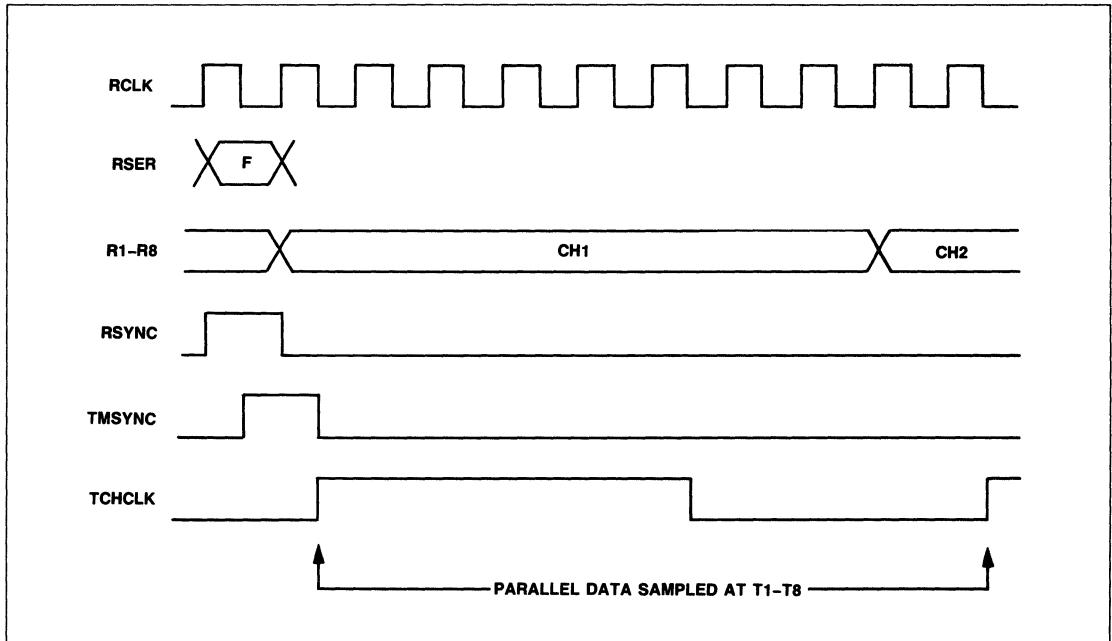 RCLK
RSER
F
R1–R8
CH1
CH2
RSYNC
TMSYNC
TCHCLK
PARALLEL DATA SAMPLED AT T1–T8